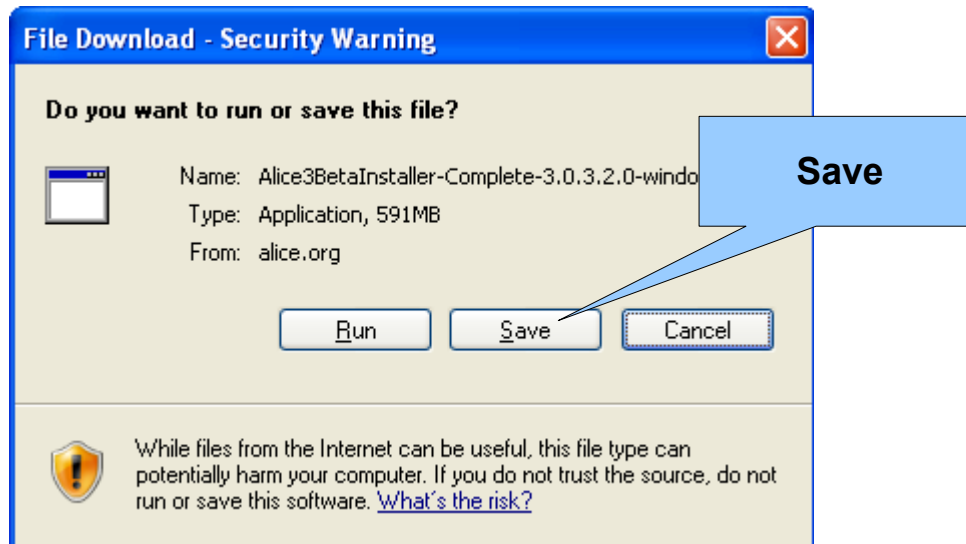 File Download - Security Warning
Do you want to run or save this file?
Name: Alice3BetaInstaller-Complete-3.0.3.2.0-windo
Type: Application, 591MB
From: alice.org
Save
Run Save Cancel
While files from the Internet can be useful, this file type can
potentially harm your computer. If you do not trust the source, do not
run or save this software. What's the risk?